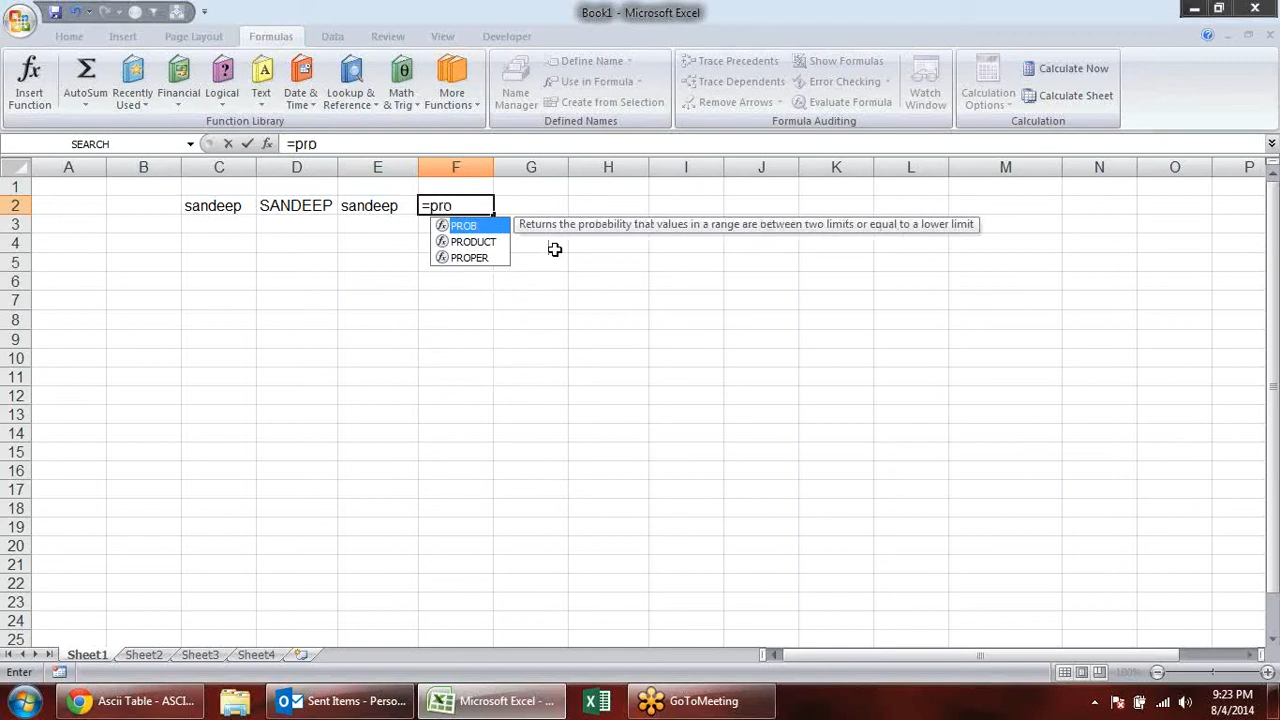 Book1 - Microsoft Excel
Home Insert Page Layout Formulas Data Review View Developer
Insert Function
AutoSum
Recently Used
Financial
Logical
Text
Date & Time
Lookup & Reference
Math & Trig
More Functions
Function Library
Name Manager
Define Name
Use in Formula
Create from Selection
Defined Names
Trace Precedents
Trace Dependents
Remove Arrows
Show Formulas
Error Checking
Evaluate Formula
Formula Auditing
Watch Window
Calculation Options
Calculate Now
Calculate Sheet
Calculation
SEARCH =pro
A B C D E F G H I J K L M N O P
1
2 sandeep SANDEEP sandeep =pro
3 PROB Returns the probability that values in a range are between two limits or equal to a lower limit
4 PRODUCT
5 PROPER
6
7
8
9
10
11
12
13
14
15
16
17
18
19
20
21
22
23
24
25
Sheet1 Sheet2 Sheet3 Sheet4
Enter 100%
Ascii Table - ASCI... Sent Items - Perso... Microsoft Excel - ... GoToMeeting
9:23 PM
8/4/2014